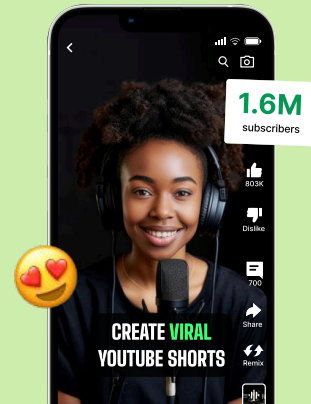 1.6M
subscribers
803K
Dislike
700
Share
Remix
CREATE VIRAL
YOUTUBE SHORTS